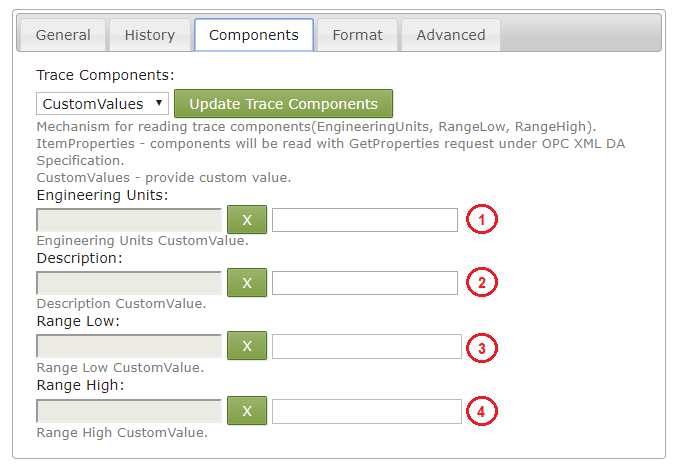 General History Components Format Advanced
Trace Components:
CustomValues Update Trace Components
Mechanism for reading trace components(EngineeringUnits, RangeLow, RangeHigh).
ItemProperties - components will be read with GetProperties request under OPC XML DA
Specification.
CustomValues - provide custom value.
Engineering Units:
X 1
Engineering Units CustomValue.
Description:
X 2
Description CustomValue.
Range Low:
X 3
Range Low CustomValue.
Range High:
X 4
Range High CustomValue.